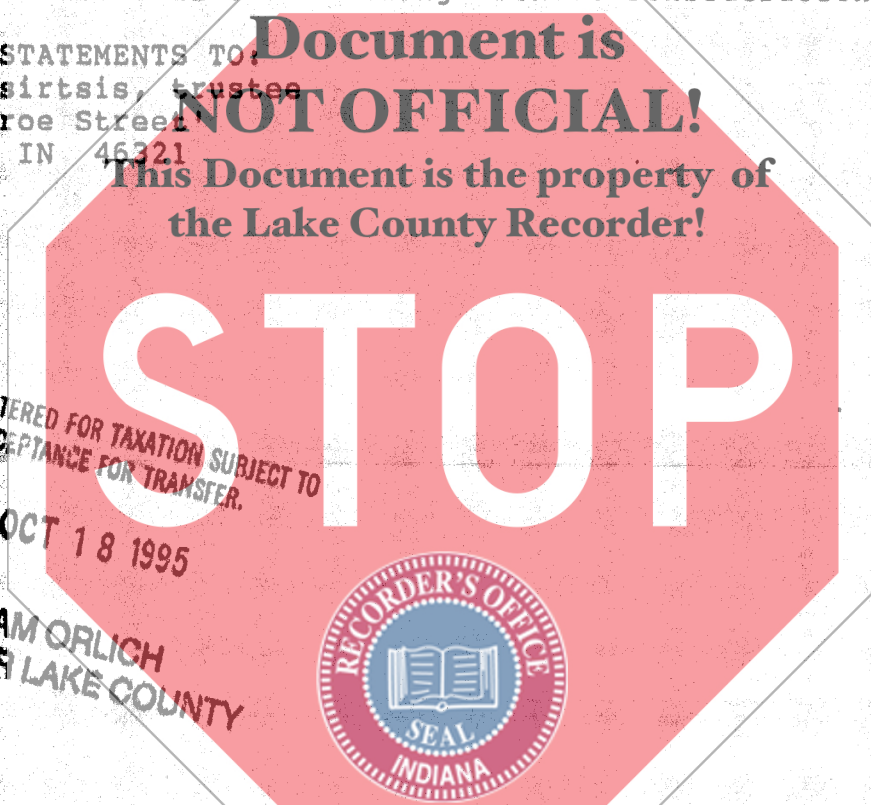 Document is
STATEMENTS TO:
sirtsis, trustee
NOT OFFICIAL!
roe Street
IN 46321
This Document is the property of
the Lake County Recorder!
STOP
TERED FOR TAXATION SUBJECT TO
CEPTANCE FOR TRANSFER.
OCT 18 1995
AM ORLICH
R LAKE COUNTY
RECORDER'S OFFICE
SEAL
INDIANA